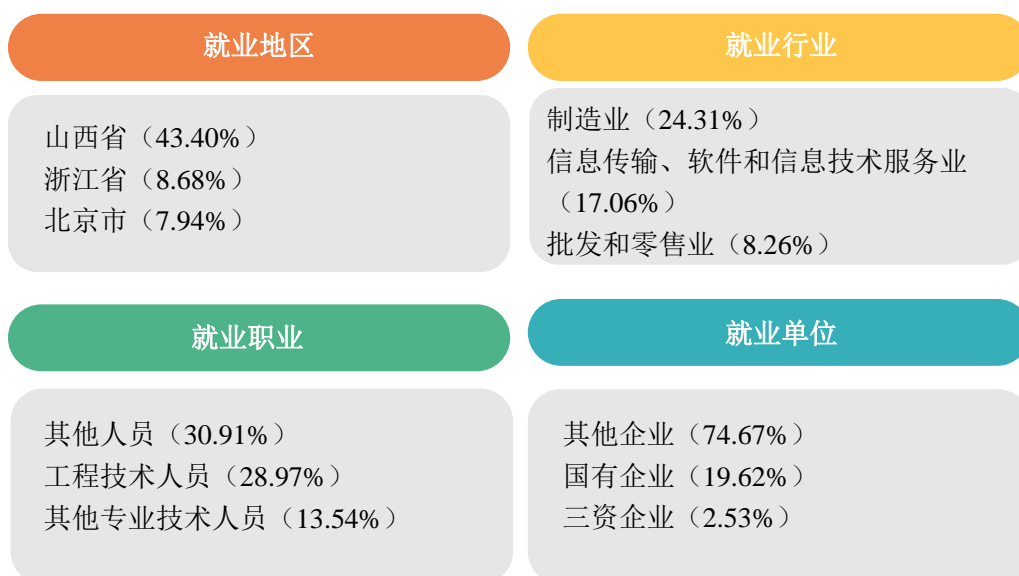 就业地区
山西省（43.40%）
浙江省（8.68%）
北京市（7.94%）
就业行业
制造业（24.31%）
信息传输、软件和信息技术服务业
（17.06%）
批发和零售业（8.26%）
就业职业
其他人员（30.91%）
工程技术人员（28.97%）
其他专业技术人员（13.54%）
就业单位
其他企业（74.67%）
国有企业（19.62%）
三资企业（2.53%）